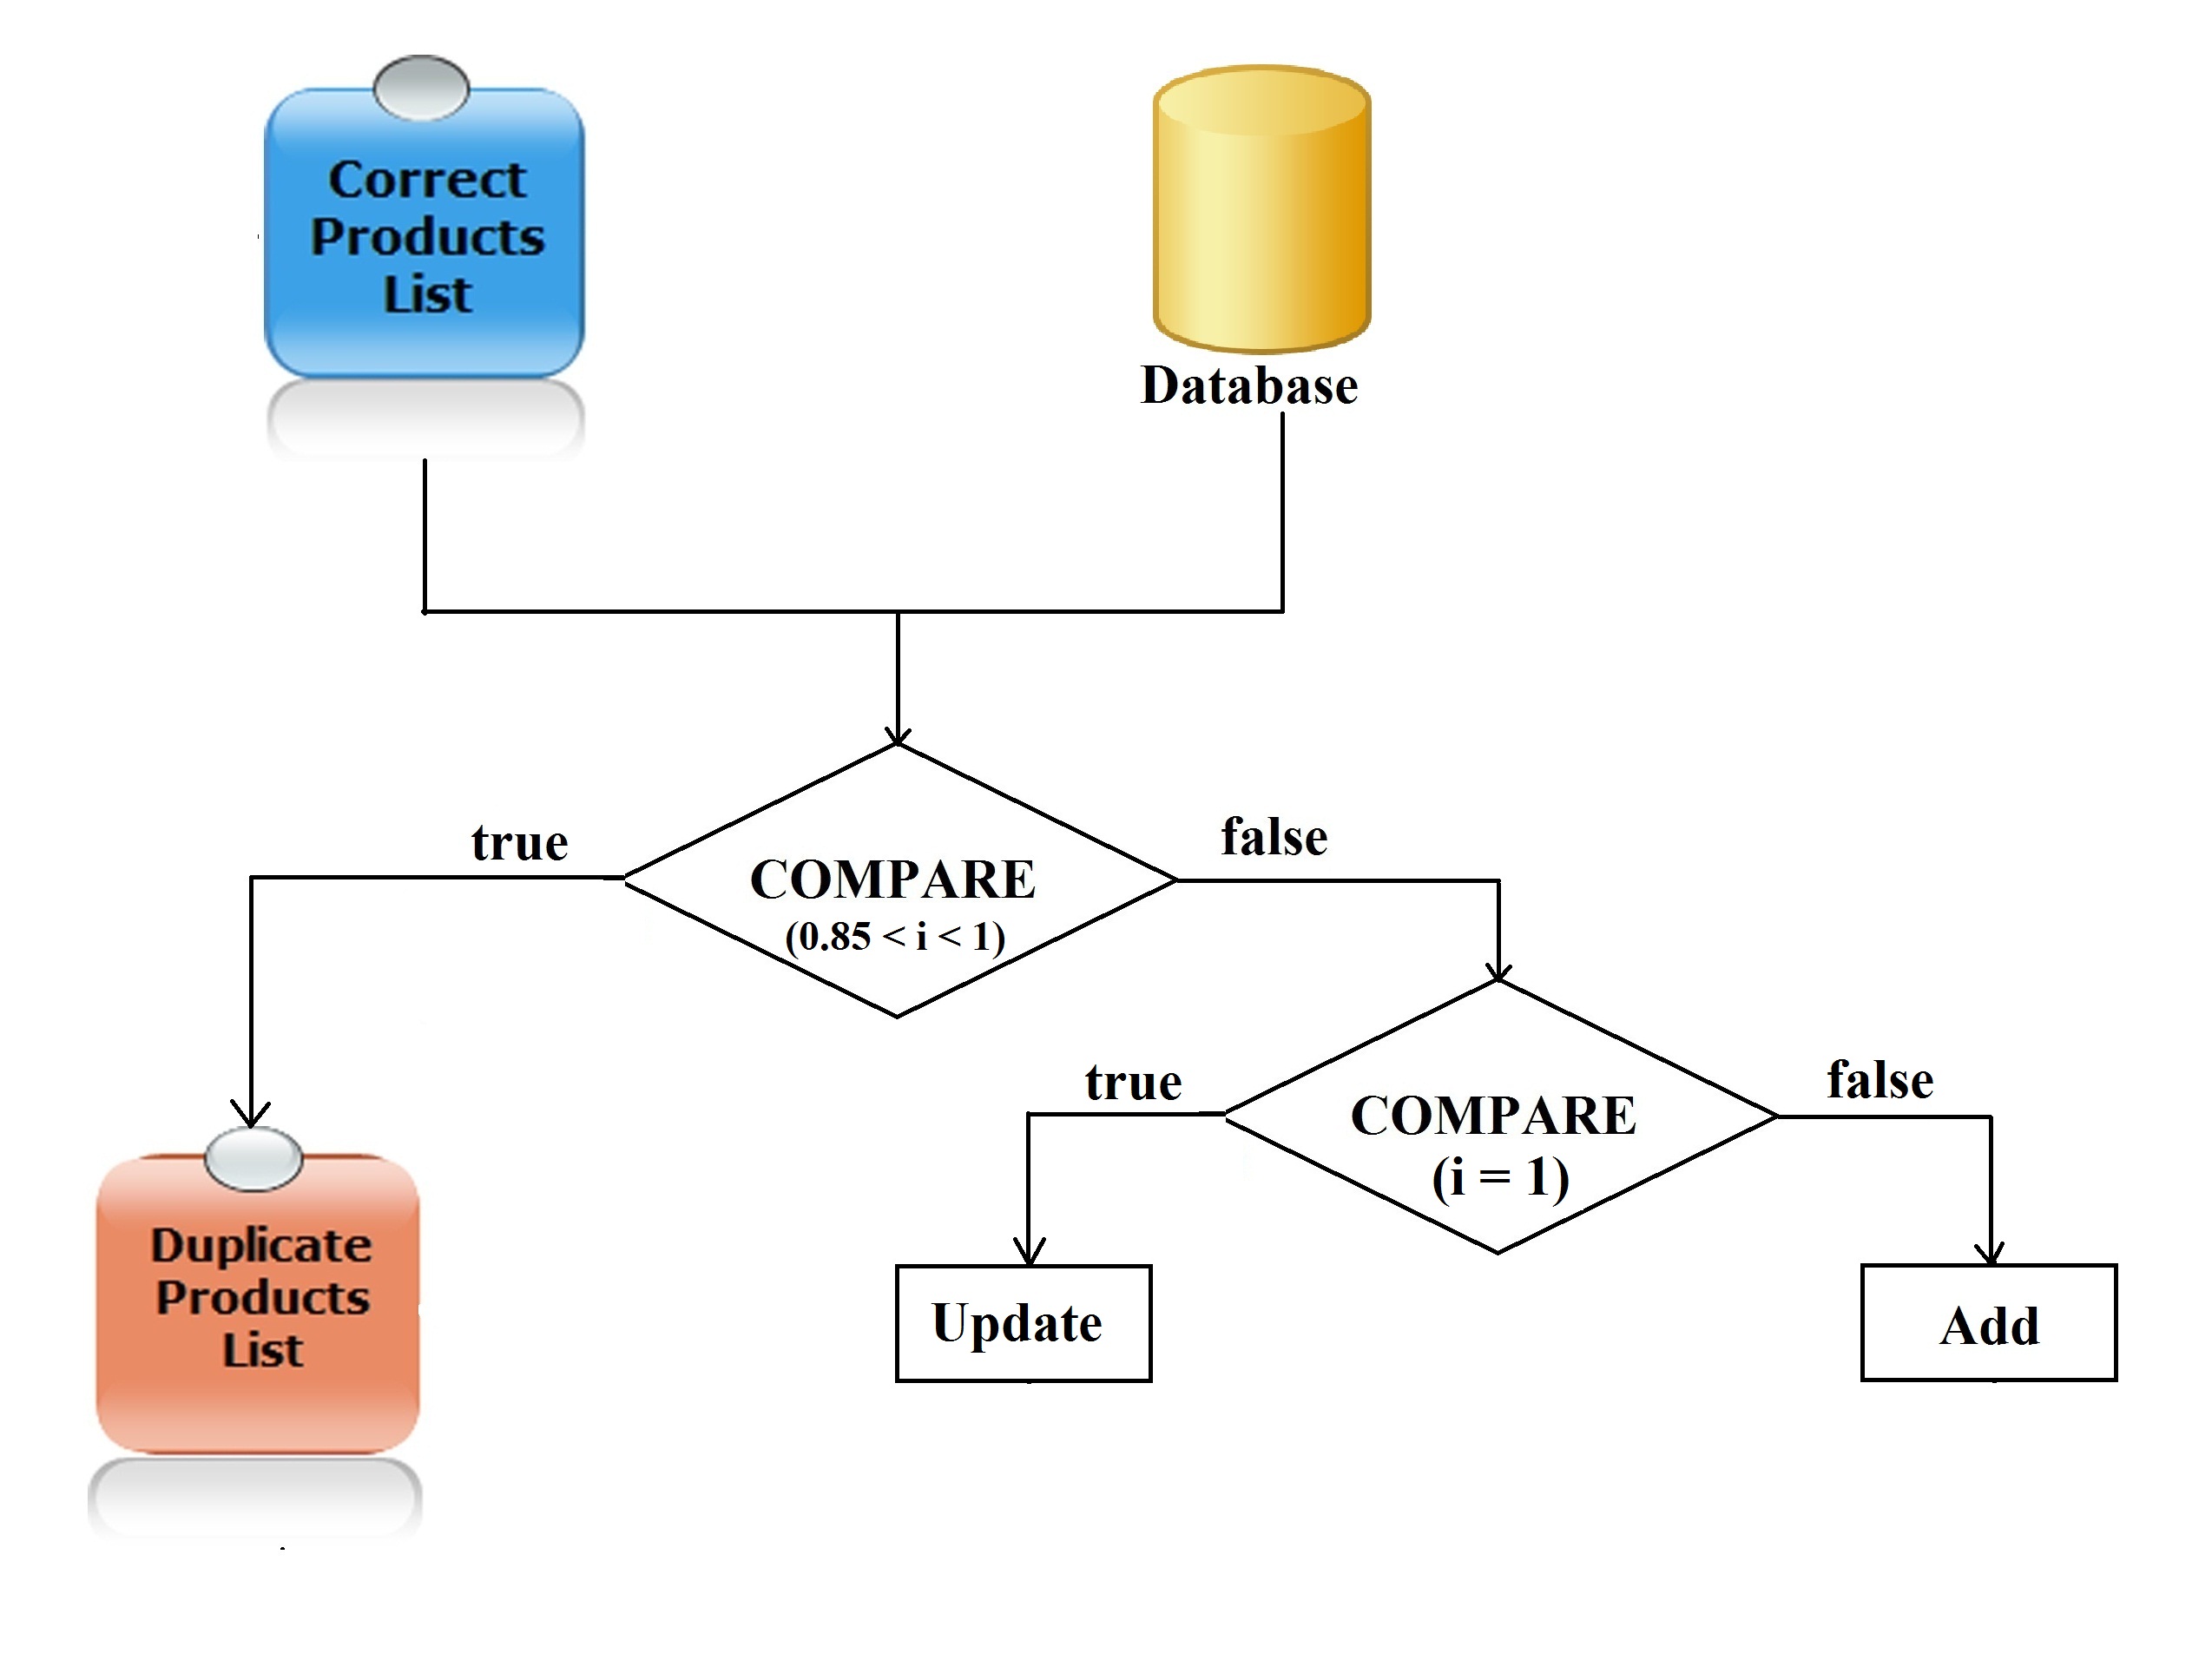 Correct
Products
List
Database
true
false
COMPARE
(0.85 < i < 1)
true
false
COMPARE
(i = 1)
Duplicate
Products
List
Update
Add